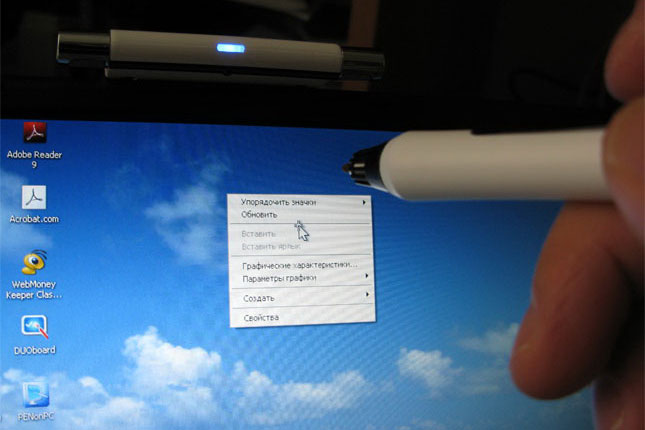 Adobe Reader
9
Acrobat.com
WebMoney
Keeper Clas...
DUOboard
PENonPC
Упорядочить значки
Обновить
Вставить
Вставить ярлык
Графические характеристики...
Параметры графики
Создать
Свойства